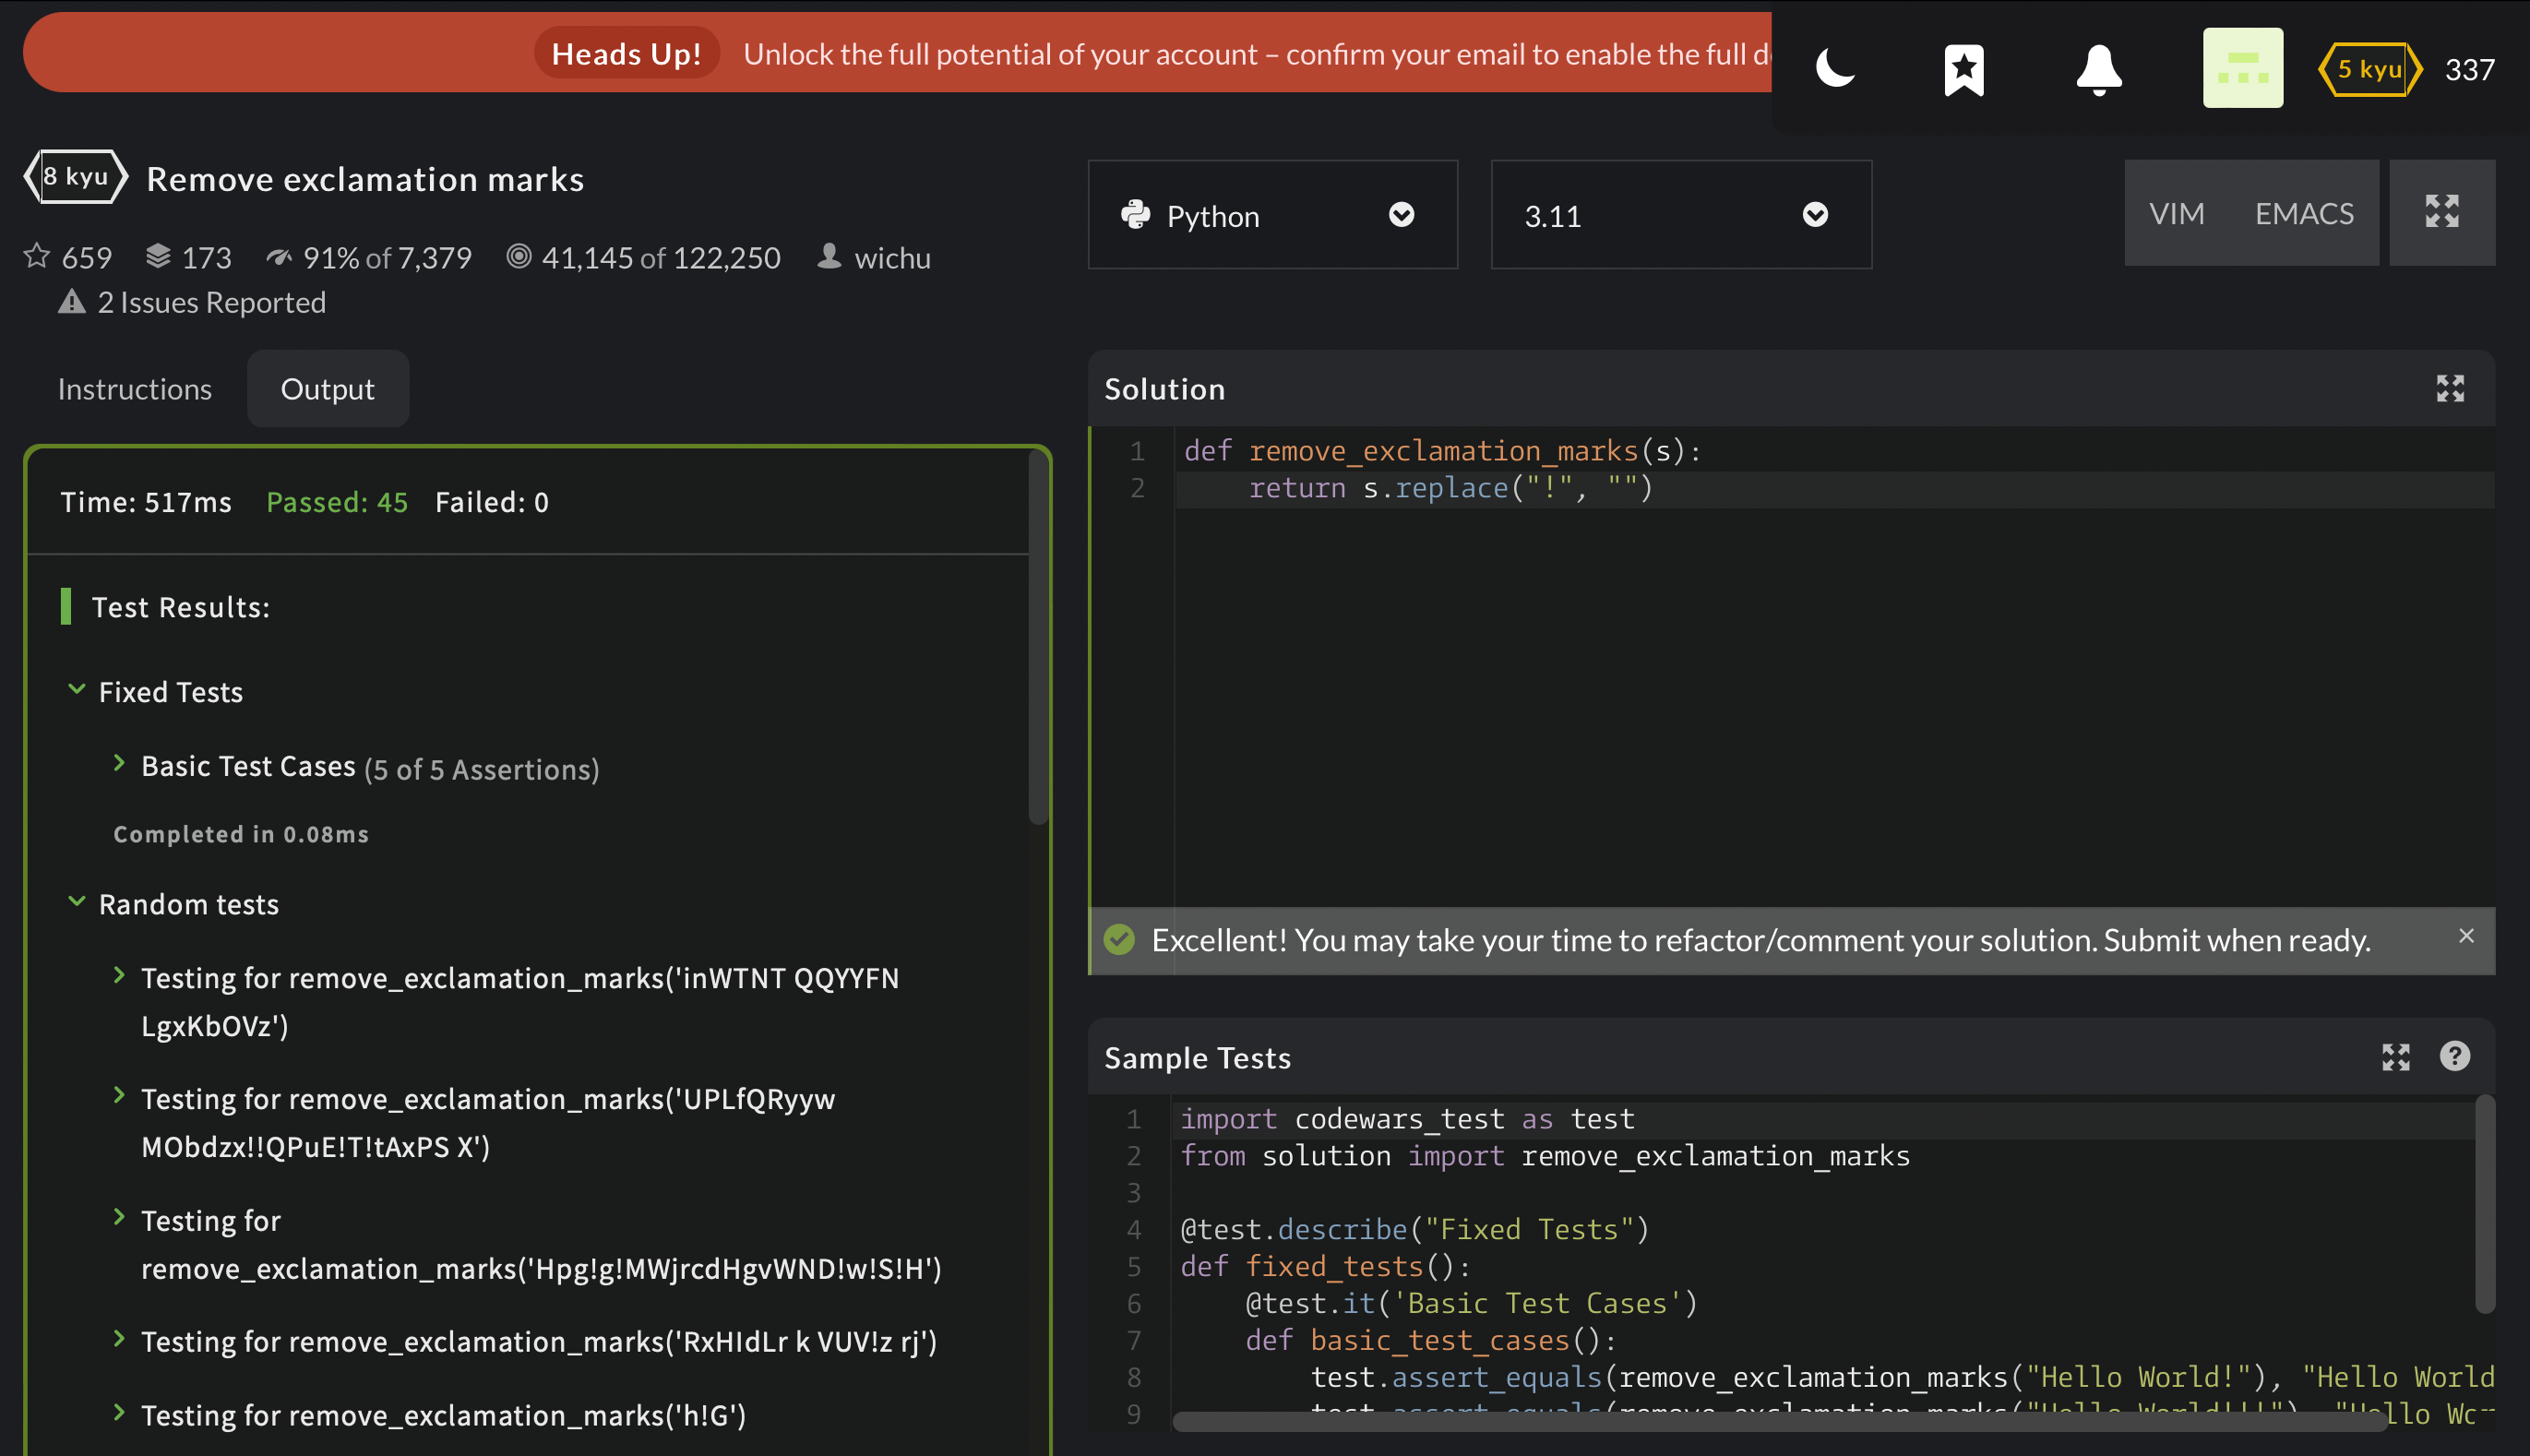 Heads Up! Unlock the full potential of your account – confirm your email to enable the full
5 kyu 337
8 kyu Remove exclamation marks
659 173 91% of 7,379 41,145 of 122,250 wichu
2 Issues Reported
Python 3.11 VIM EMACS
Instructions Output
Time: 517ms Passed: 45 Failed: 0
Test Results:
Fixed Tests
Basic Test Cases (5 of 5 Assertions)
Completed in 0.08ms
Random tests
Testing for remove_exclamation_marks('inWTNT QQYYFN
LgxKbOVz')
Testing for remove_exclamation_marks('UPLfQRyyw
MObdzx!!QPuE!T!tAxPS X')
Testing for
remove_exclamation_marks('Hpg!g!MWjrcdHgvWND!w!S!H')
Testing for remove_exclamation_marks('RxHIdLr k VUV!z rj')
Testing for remove_exclamation_marks('h!G')
Solution
1 def remove_exclamation_marks(s):
2 return s.replace("!", "")
Excellent! You may take your time to refactor/comment your solution. Submit when ready.
Sample Tests
1 import codewars_test as test
2 from solution import remove_exclamation_marks
3
4 @test.describe("Fixed Tests")
5 def fixed_tests():
6 @test.it('Basic Test Cases')
7 def basic_test_cases():
8 test.assert_equals(remove_exclamation_marks("Hello World!"), "Hello World
9 test.assert_equals(remove_exclamation_marks("Hello World!!!"), "Hello